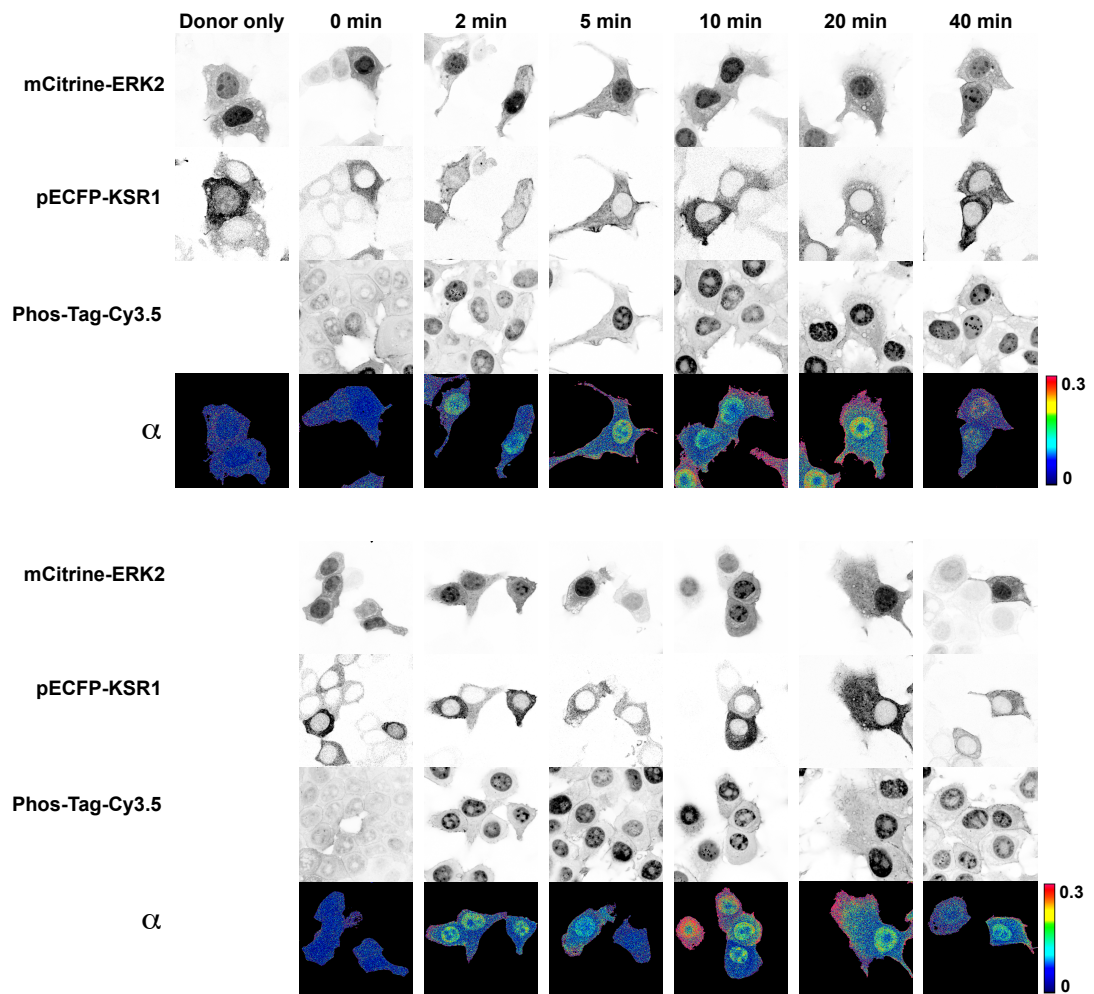 Donor only 0 min 2 min 5 min 10 min 20 min 40 min
mCitrine-ERK2
pECFP-KSR1
Phos-Tag-Cy3.5
α
0.3
0
mCitrine-ERK2
pECFP-KSR1
Phos-Tag-Cy3.5
α
0.3
0